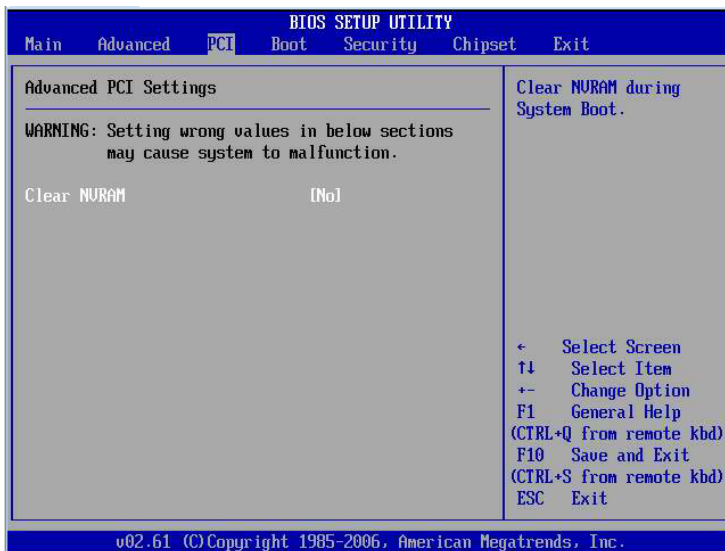 BIOS SETUP UTILITY
Main Advanced PCI Boot Security Chipset Exit
Advanced PCI Settings
WARNING: Setting wrong values in below sections
may cause system to malfunction.
Clear NVRAM [No]
Clear NVRAM during
System Boot.
← Select Screen
↑↓ Select Item
+- Change Option
F1 General Help
(CTRL+Q from remote kbd)
F10 Save and Exit
(CTRL+S from remote kbd)
ESC Exit
v02.61 (C)Copyright 1985-2006, American Megatrends, Inc.